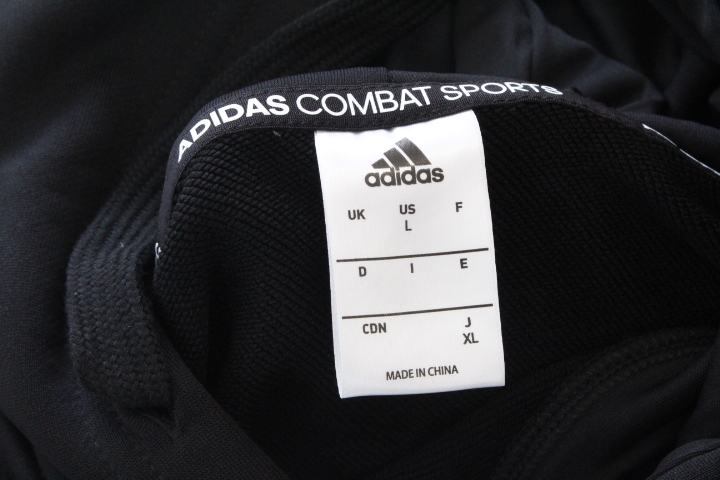 ADIDAS COMBAT SPORTS
adidas
UK US F
L
D I E
CDN J
XL
MADE IN CHINA